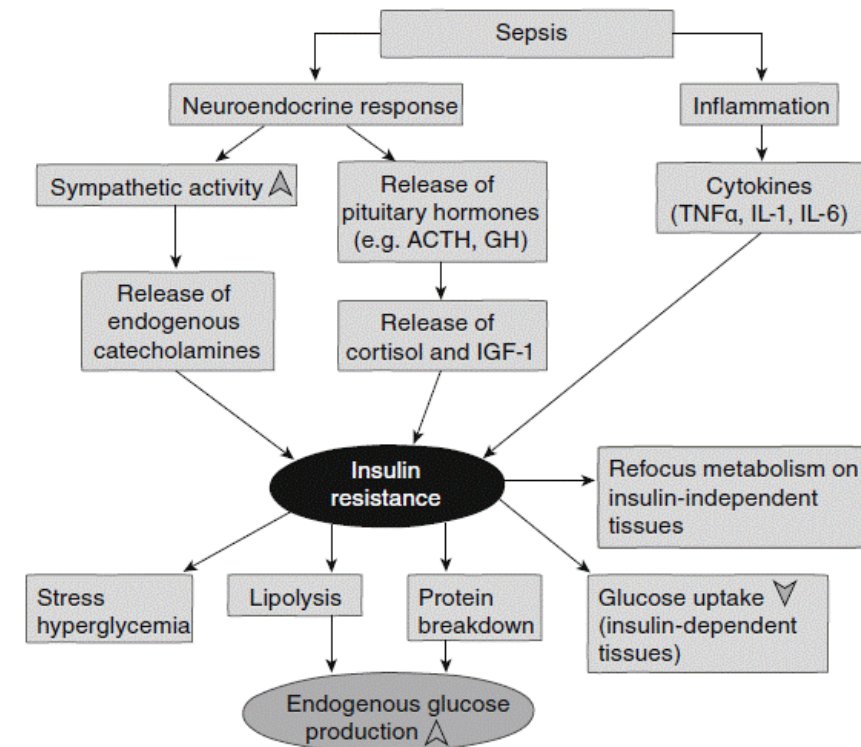 Sepsis
Neuroendocrine response
Inflammation
Sympathetic activity
Release of
pituitary hormones
(e.g. ACTH, GH)
Cytokines
(TNFα, IL-1, IL-6)
Release of
endogenous
catecholamines
Release of
cortisol and IGF-1
Insulin
resistance
Refocus metabolism on
insulin-independent
tissues
Stress
hyperglycemia
Lipolysis
Protein
breakdown
Glucose uptake
(insulin-dependent
tissues)
Endogenous glucose
production